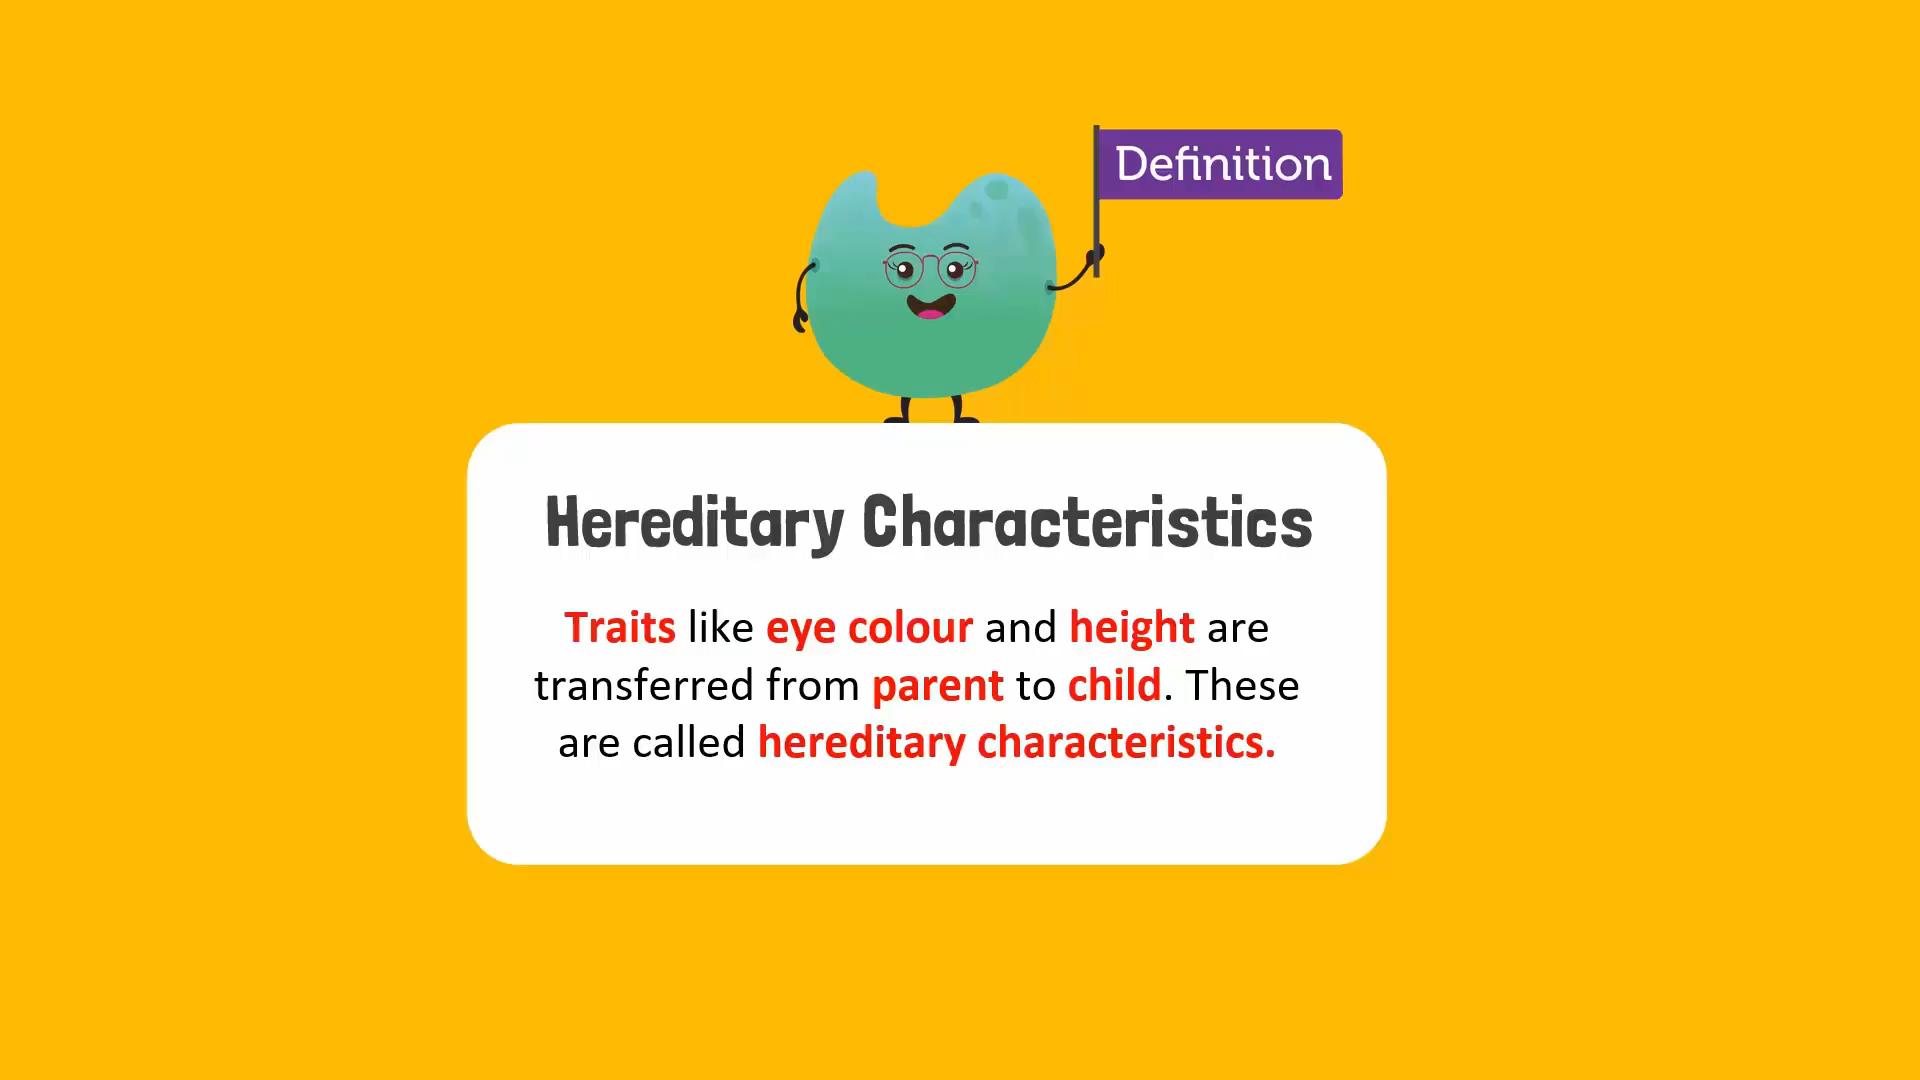 Definition
Hereditary Characteristics
Traits like eye colour and height are
transferred from parent to child. These
are called hereditary characteristics.